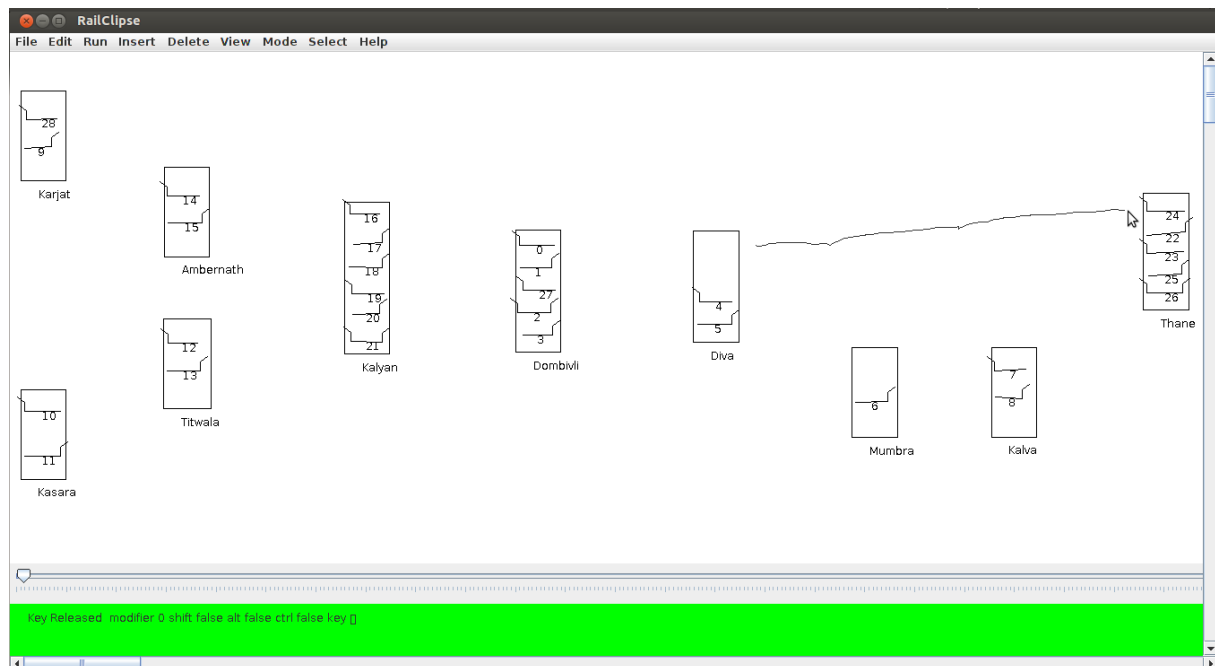 RailClipse
File Edit Run Insert Delete View Mode Select Help
28
9
Karjat
14
15
Ambernath
12
13
Titwala
10
11
Kasara
16
17
18
19
20
21
Kalyan
0
1
27
2
3
Dombivli
4
5
Diva
6
Mumbra
7
8
Kalva
24
22
23
25
26
Thane
Key Released modifier 0 shift false alt false ctrl false key []